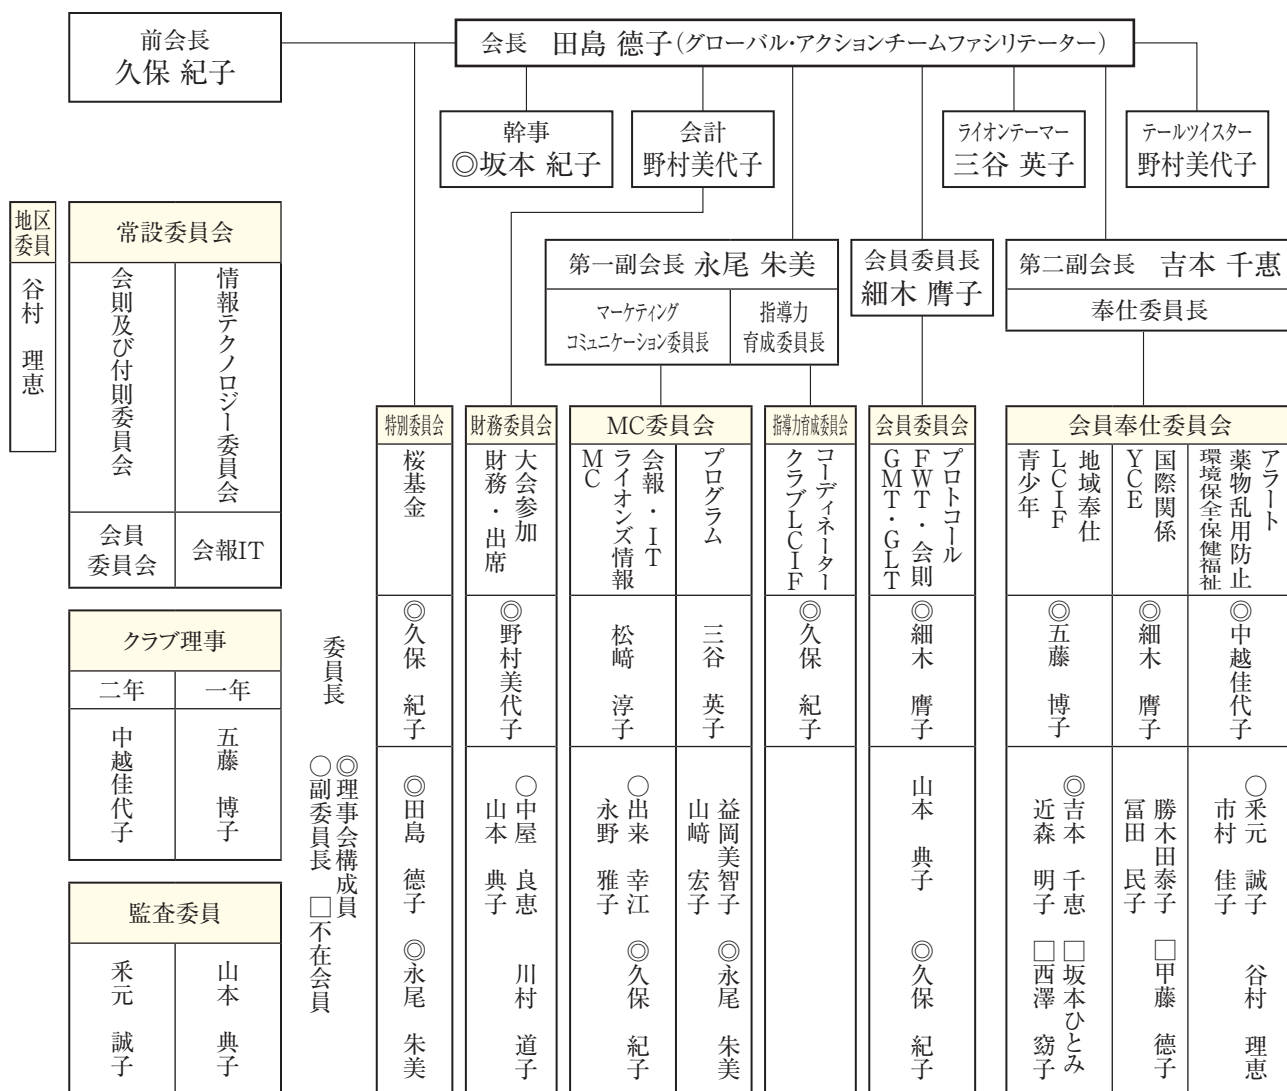 前会長
久保 紀子
会長 田島 德子(グローバル・アクションチームファシリテーター)
幹事
◎坂本 紀子
会計
野村美代子
ライオンテーマー
三谷 英子
テールツイスター
野村美代子
地区
委員
谷村 理恵
常設委員会
会則及び付則委員会
情報テクノロジー委員会
会員
委員会
会報IT
第一副会長 永尾 朱美
マーケティング
コミュニケーション委員長
指導力
育成委員長
会員委員長
細木 膺子
第二副会長 吉本 千惠
奉仕委員長
クラブ理事
二年
一年
中越佳代子
五藤 博子
監査委員
釆元 誠子
山本 典子
委員長
◎理事会構成員
○副委員長 □不在会員
特別委員会
桜基金
◎久保 紀子
◎田島 德子 ◎永尾 朱美
財務委員会
大会参加
財務・出席
◎野村美代子
○中屋 良恵 川村 道子
山本 典子
MC委員会
プログラム
三谷 英子
益岡美智子 ◎永尾 朱美
山﨑 宏子
会報・IT
ライオンズ情報
MC
松﨑 淳子
○出来 幸江 ◎久保 紀子
永野 雅子
指導力育成委員会
コーディネーター
クラブLCIF
◎久保 紀子
会員委員会
プロトコール
FWT・会則
GMT・GLT
◎細木 膺子
山本 典子 ◎久保 紀子
会員奉仕委員会
アラート
薬物乱用防止
環境保全・保健福祉
◎中越佳代子
○釆元 誠子 谷村 理恵
市村 佳子
国際関係
YCE
◎細木 膺子
勝木田泰子 □甲藤 德子
冨田 民子
地域奉仕
LCIF
青少年
◎五藤 博子
◎吉本 千恵 □坂本ひとみ
近森 明子 □西澤 窈子